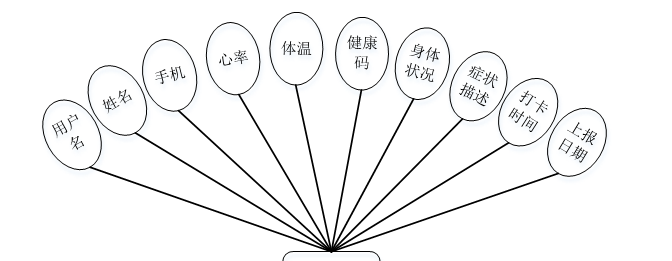 用户
名
姓名
手机
心率
体温
健康
码
身体
状况
症状
描述
打卡
时间
上报
日期